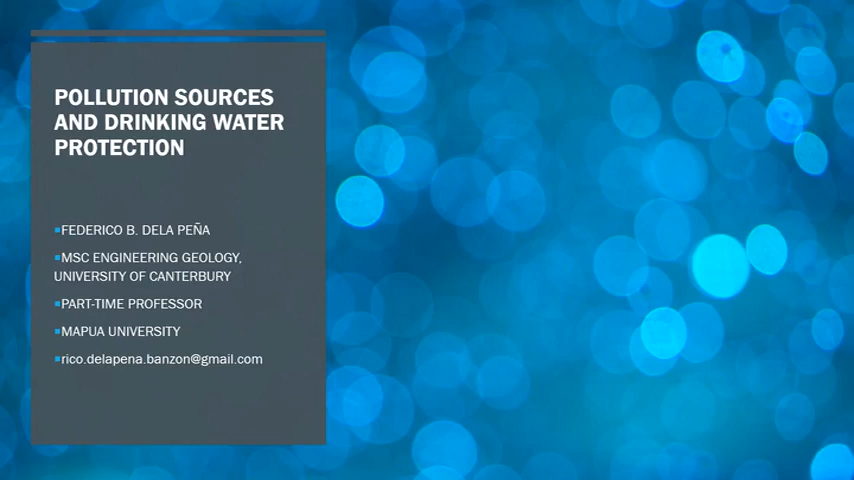 POLLUTION SOURCES
AND DRINKING WATER
PROTECTION
▪FEDERICO B. DELA PEÑA
▪MSC ENGINEERING GEOLOGY,
UNIVERSITY OF CANTERBURY
▪PART-TIME PROFESSOR
▪MAPUA UNIVERSITY
▪rico.delapena.banzon@gmail.com